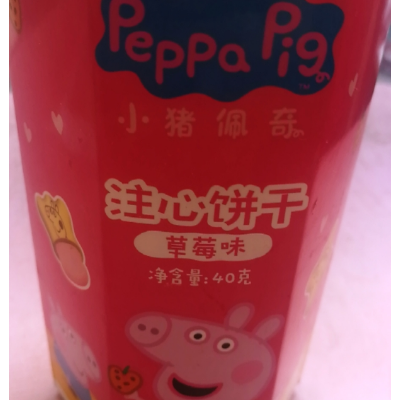 Peppa Pig
小猪佩奇
注心饼干
草莓味
净含量:40克